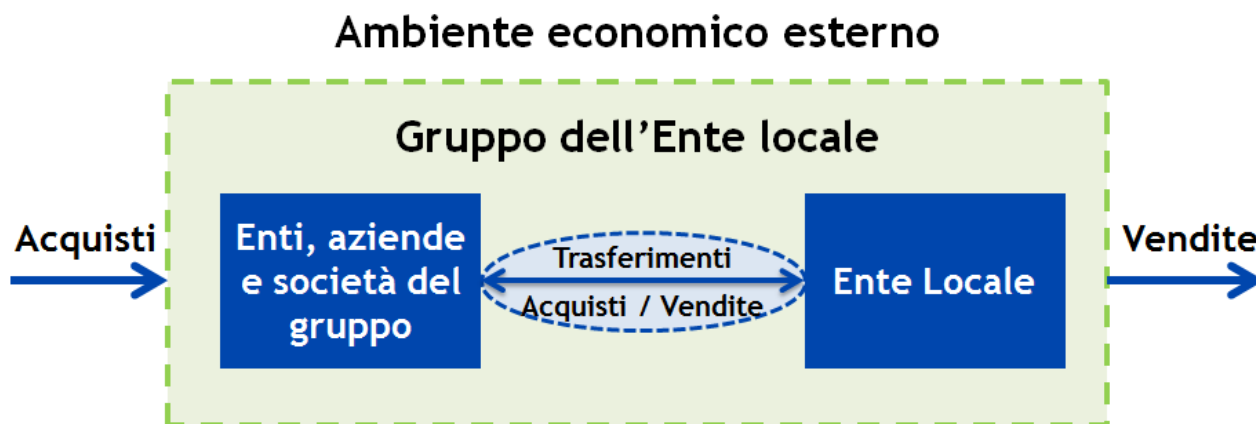 Ambiente economico esterno
Gruppo dell'Ente locale
Acquisti
Enti, aziende
e società del
gruppo
Trasferimenti
Acquisti / Vendite
Ente Locale
Vendite